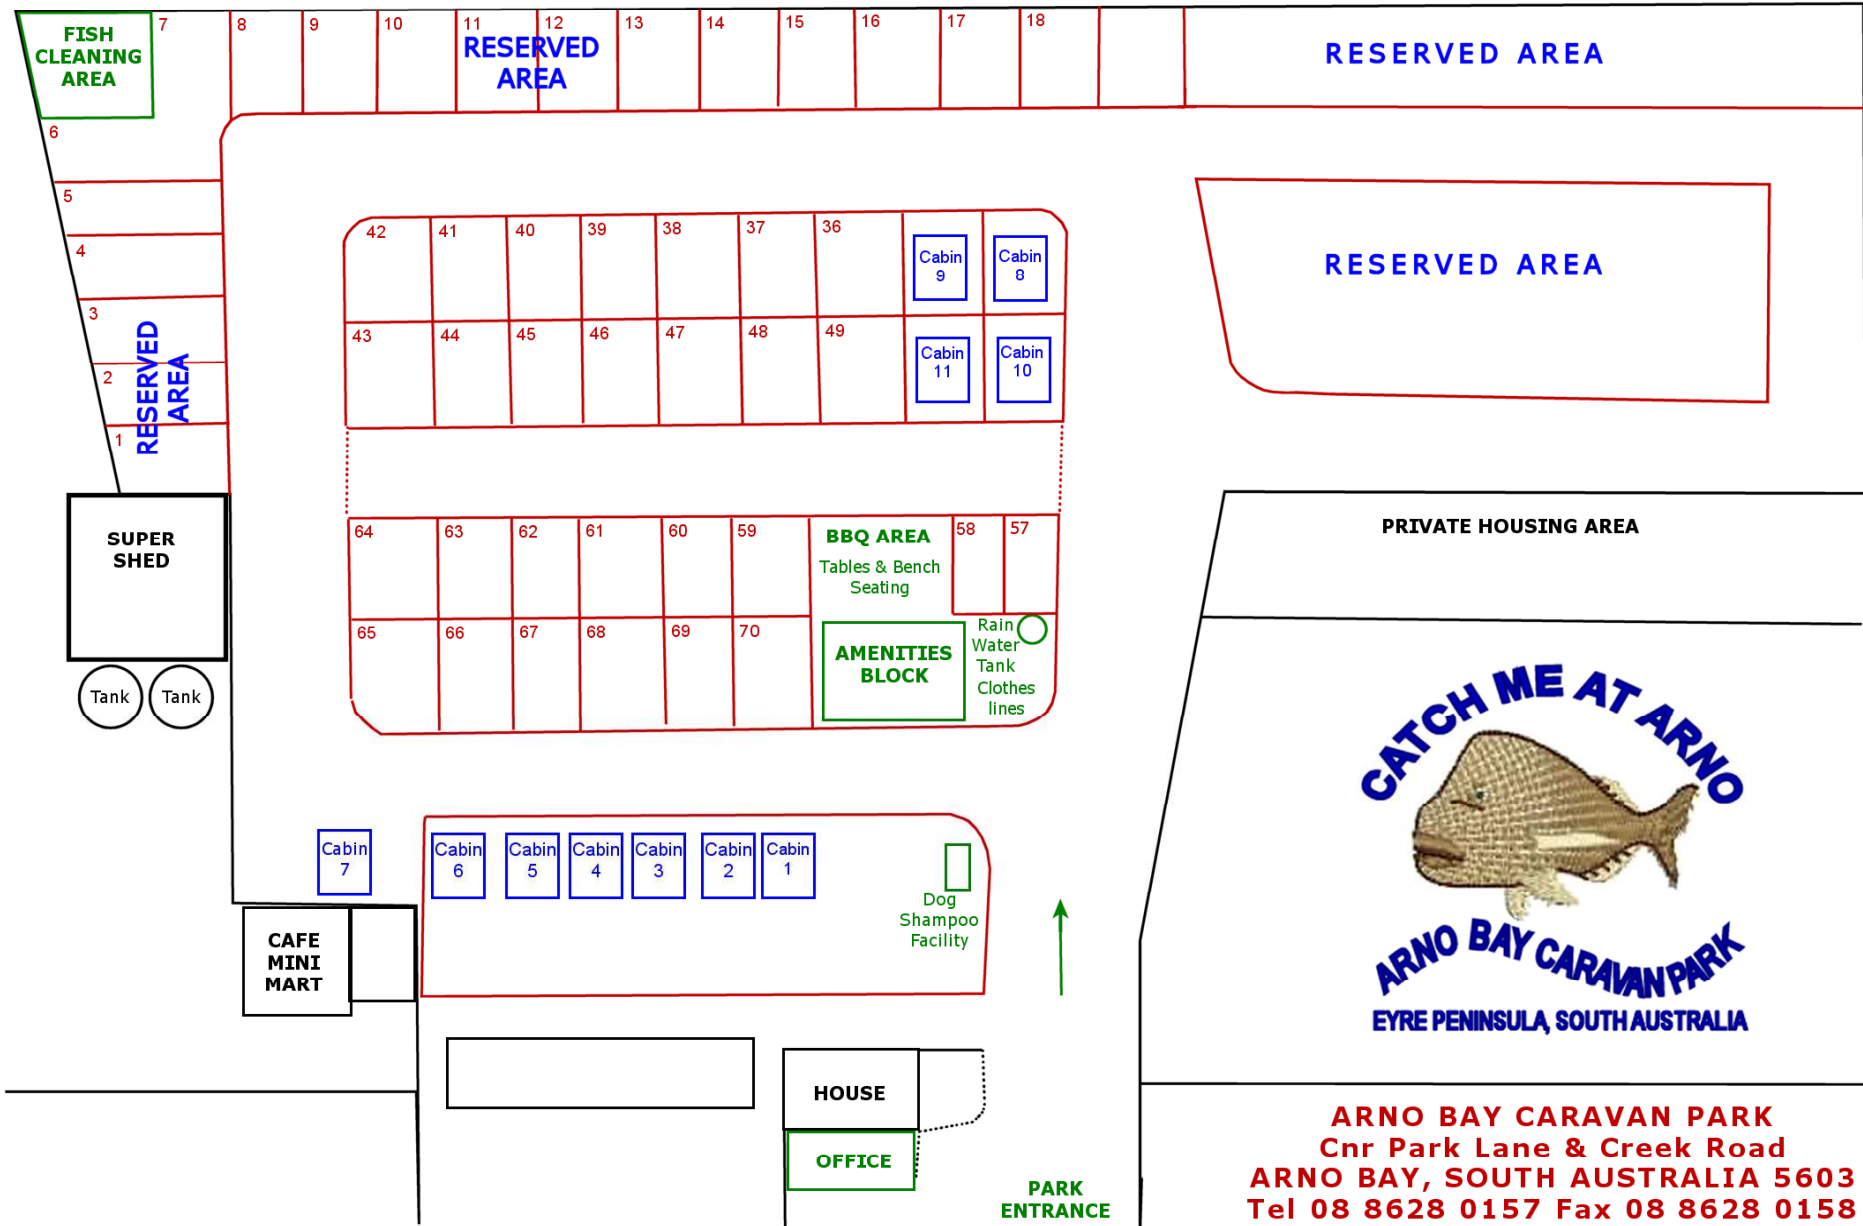 FISH
CLEANING
AREA
7
8
9
10
11
12
13
14
15
16
17
18
RESERVED
AREA
RESERVED AREA
6
5
4
3
2
1
RESERVED
AREA
42
41
40
39
38
37
36
Cabin
9
Cabin
8
RESERVED AREA
43
44
45
46
47
48
49
Cabin
11
Cabin
10
SUPER
SHED
Tank
Tank
64
63
62
61
60
59
BBQ AREA
Tables & Bench
Seating
58
57
PRIVATE HOUSING AREA
65
66
67
68
69
70
AMENITIES
BLOCK
Rain
Water
Tank
Clothes
lines
CATCH ME AT ARNO
Cabin
7
Cabin
6
Cabin
5
Cabin
4
Cabin
3
Cabin
2
Cabin
1
Dog
Shampoo
Facility
CAFE
MINI
MART
ARNO BAY CARAVAN PARK
EYRE PENINSULA, SOUTH AUSTRALIA
HOUSE
OFFICE
PARK
ENTRANCE
ARNO BAY CARAVAN PARK
Cnr Park Lane & Creek Road
ARNO BAY, SOUTH AUSTRALIA 5603
Tel 08 8628 0157 Fax 08 8628 0158